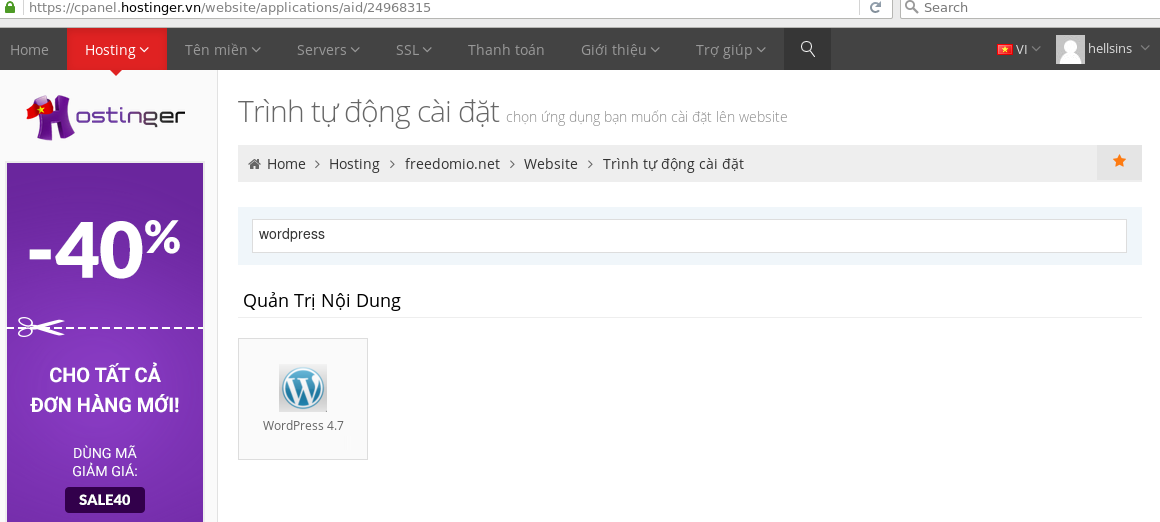 https://cpanel.hostinger.vn/website/applications/aid/24968315
Search
Home Hosting Tên miền Servers SSL Thanh toán Giới thiệu Trợ giúp VI hellsins
Hostinger
Trình tự động cài đặt chọn ứng dụng bạn muốn cài đặt lên website
Home > Hosting > freedomio.net > Website > Trình tự động cài đặt
wordpress
Quản Trị Nội Dung
WordPress 4.7
-40%
CHO TẤT CẢ
ĐƠN HÀNG MỚI!
DÙNG MÃ
GIẢM GIÁ:
SALE40